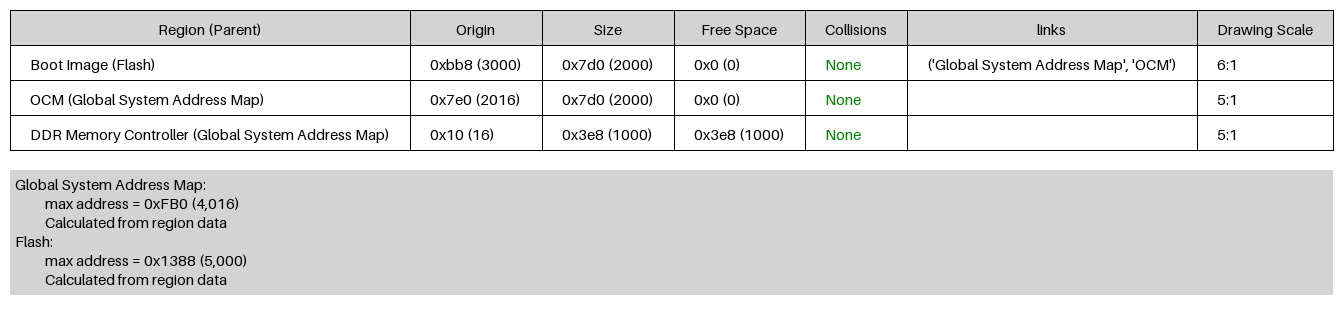 Region (Parent) Origin Size Free Space Collisions links Drawing Scale
Boot Image (Flash) 0xbb8 (3000) 0x7d0 (2000) 0x0 (0) None ('Global System Address Map', 'OCM') 6:1
OCM (Global System Address Map) 0x7e0 (2016) 0x7d0 (2000) 0x0 (0) None 5:1
DDR Memory Controller (Global System Address Map) 0x10 (16) 0x3e8 (1000) 0x3e8 (1000) None 5:1
Global System Address Map:
max address = 0xFB0 (4,016)
Calculated from region data
Flash:
max address = 0x1388 (5,000)
Calculated from region data